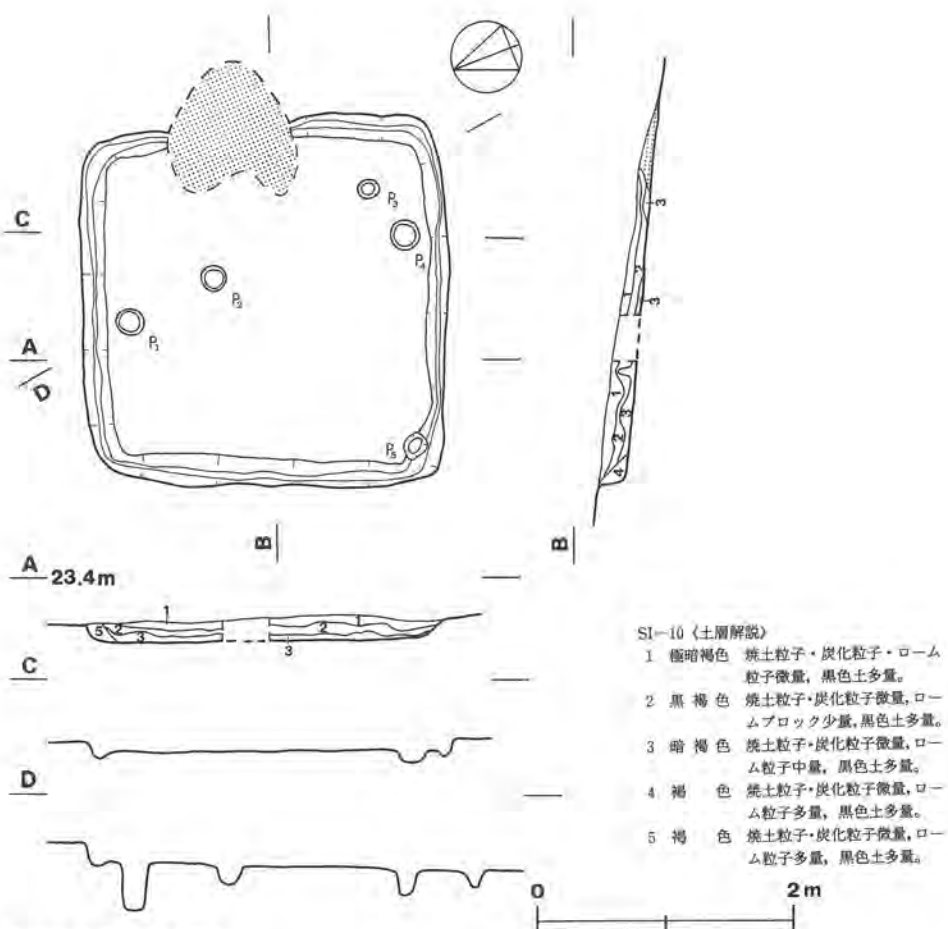 P3
C
P4
P2
P1
A
D
P5
B
B
3
2
1
3
1
3
2
4
A 23.4m
1
5 2 3
2
3
C
D
SI-10《土層解説》
1 極暗褐色 焼土粒子・炭化粒子・ローム
粒子微量，黒色土多量。
2 黒褐色 焼土粒子・炭化粒子微量，ロー
ムブロック少量，黒色土多量。
3 暗褐色 焼土粒子・炭化粒子微量，ロー
ム粒子中量，黒色土多量。
4 褐色 焼土粒子・炭化粒子微量，ロー
ム粒子多量，黒色土多量。
5 褐色 焼土粒子・炭化粒子微量，ロー
ム粒子多量，黒色土多量。
0 2m